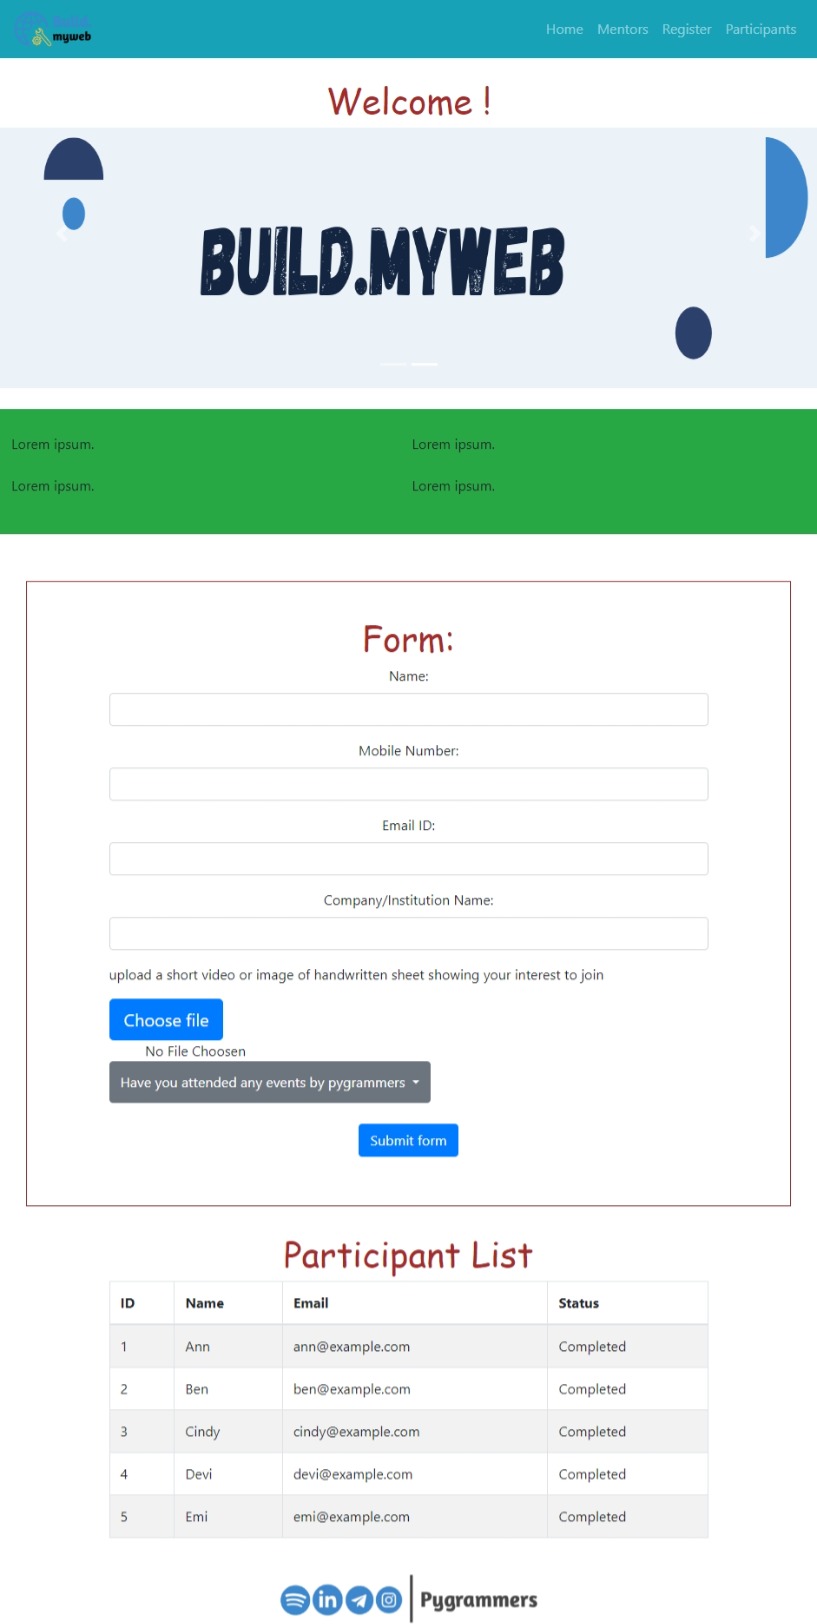 Build.
myweb
Home Mentors Register Participants
Welcome !
BUILD.MYWEB
Lorem ipsum. Lorem ipsum.
Lorem ipsum. Lorem ipsum.
Form:
Name:
Mobile Number:
Email ID:
Company/Institution Name:
upload a short video or image of handwritten sheet showing your interest to join
Choose file
No File Choosen
Have you attended any events by pygrammers
Submit form
Participant List
ID Name Email Status
1 Ann ann@example.com Completed
2 Ben ben@example.com Completed
3 Cindy cindy@example.com Completed
4 Devi devi@example.com Completed
5 Emi emi@example.com Completed
in Pygrammers